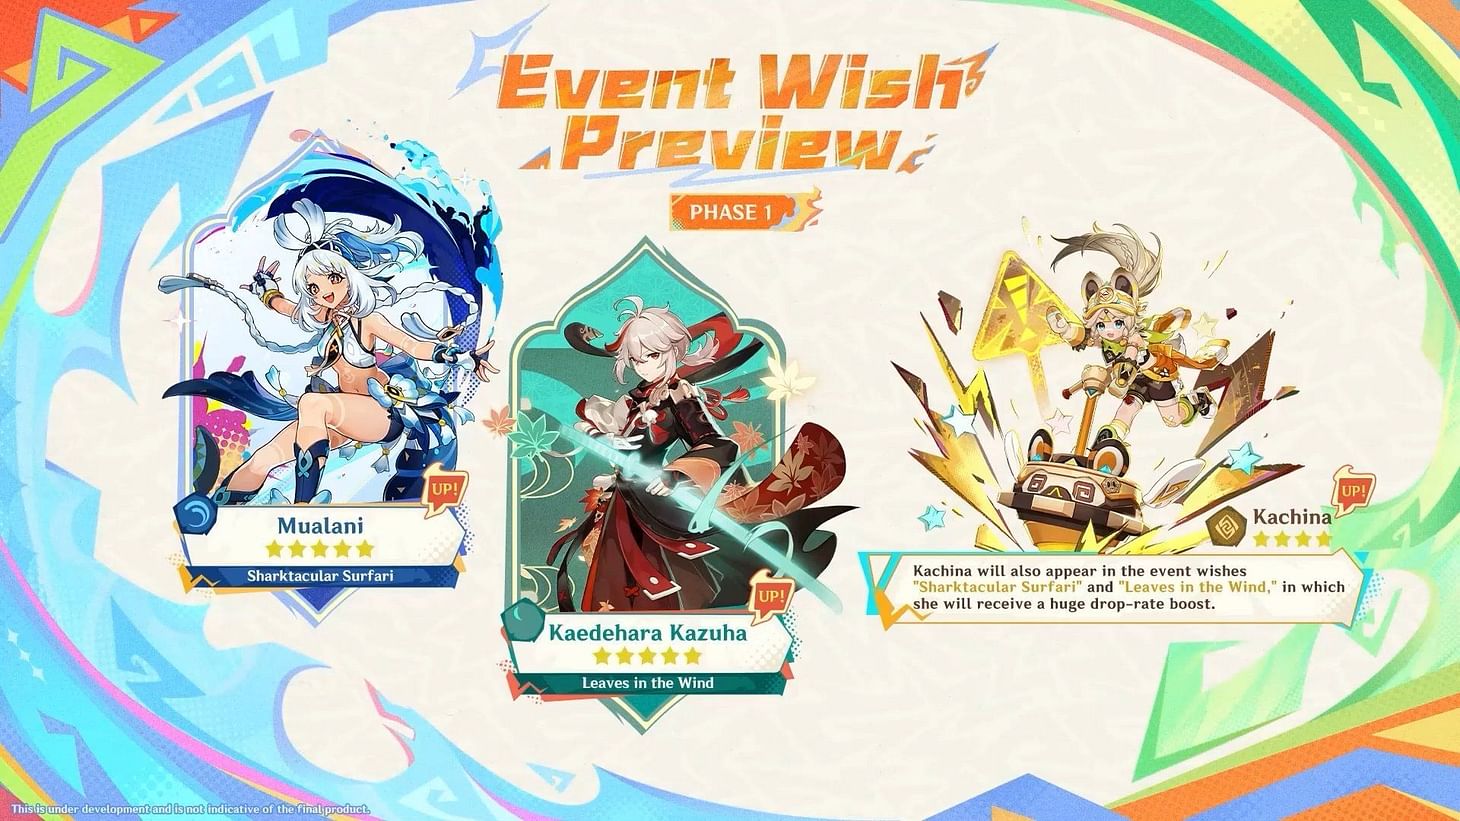 Event Wish
Preview
PHASE 1
UP!
Mualani
Sharktacular Surfari
UP!
Kaedehara Kazuha
Leaves in the Wind
UP!
Kachina
Kachina will also appear in the event wishes
"Sharktacular Surfari" and "Leaves in the Wind," in which
she will receive a huge drop-rate boost.
This is under development and is not indicative of the final product.